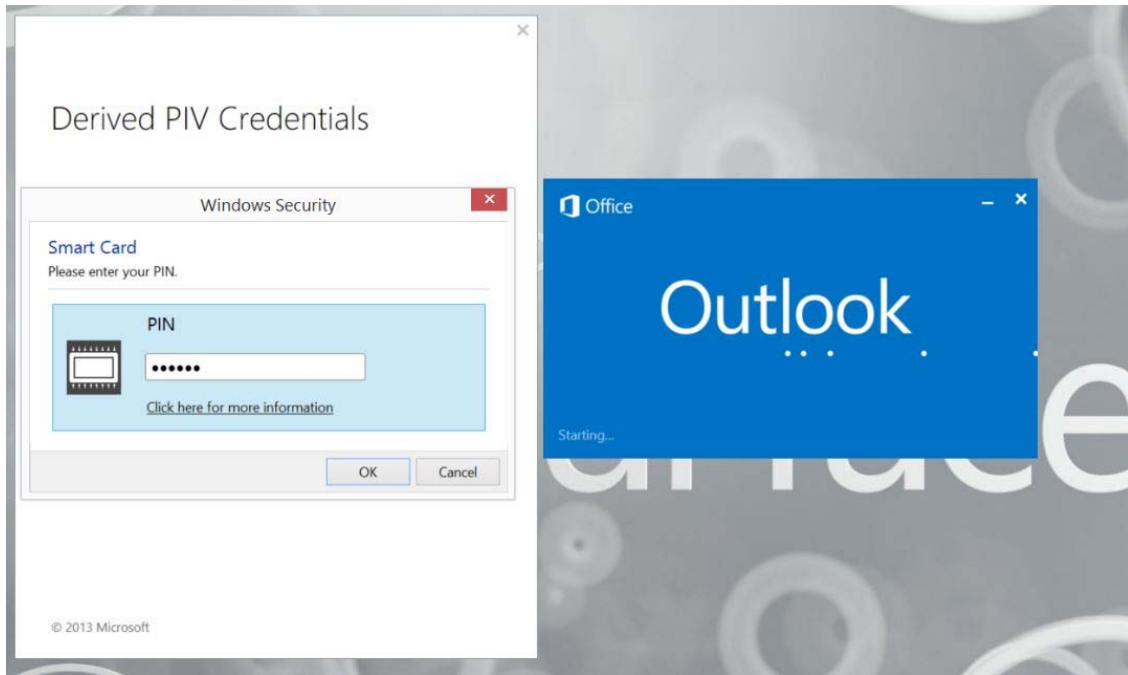 Derived PIV Credentials
Windows Security
Smart Card
Please enter your PIN.
PIN
••••••
Click here for more information
OK
Cancel
© 2013 Microsoft
Office
Outlook
Starting...